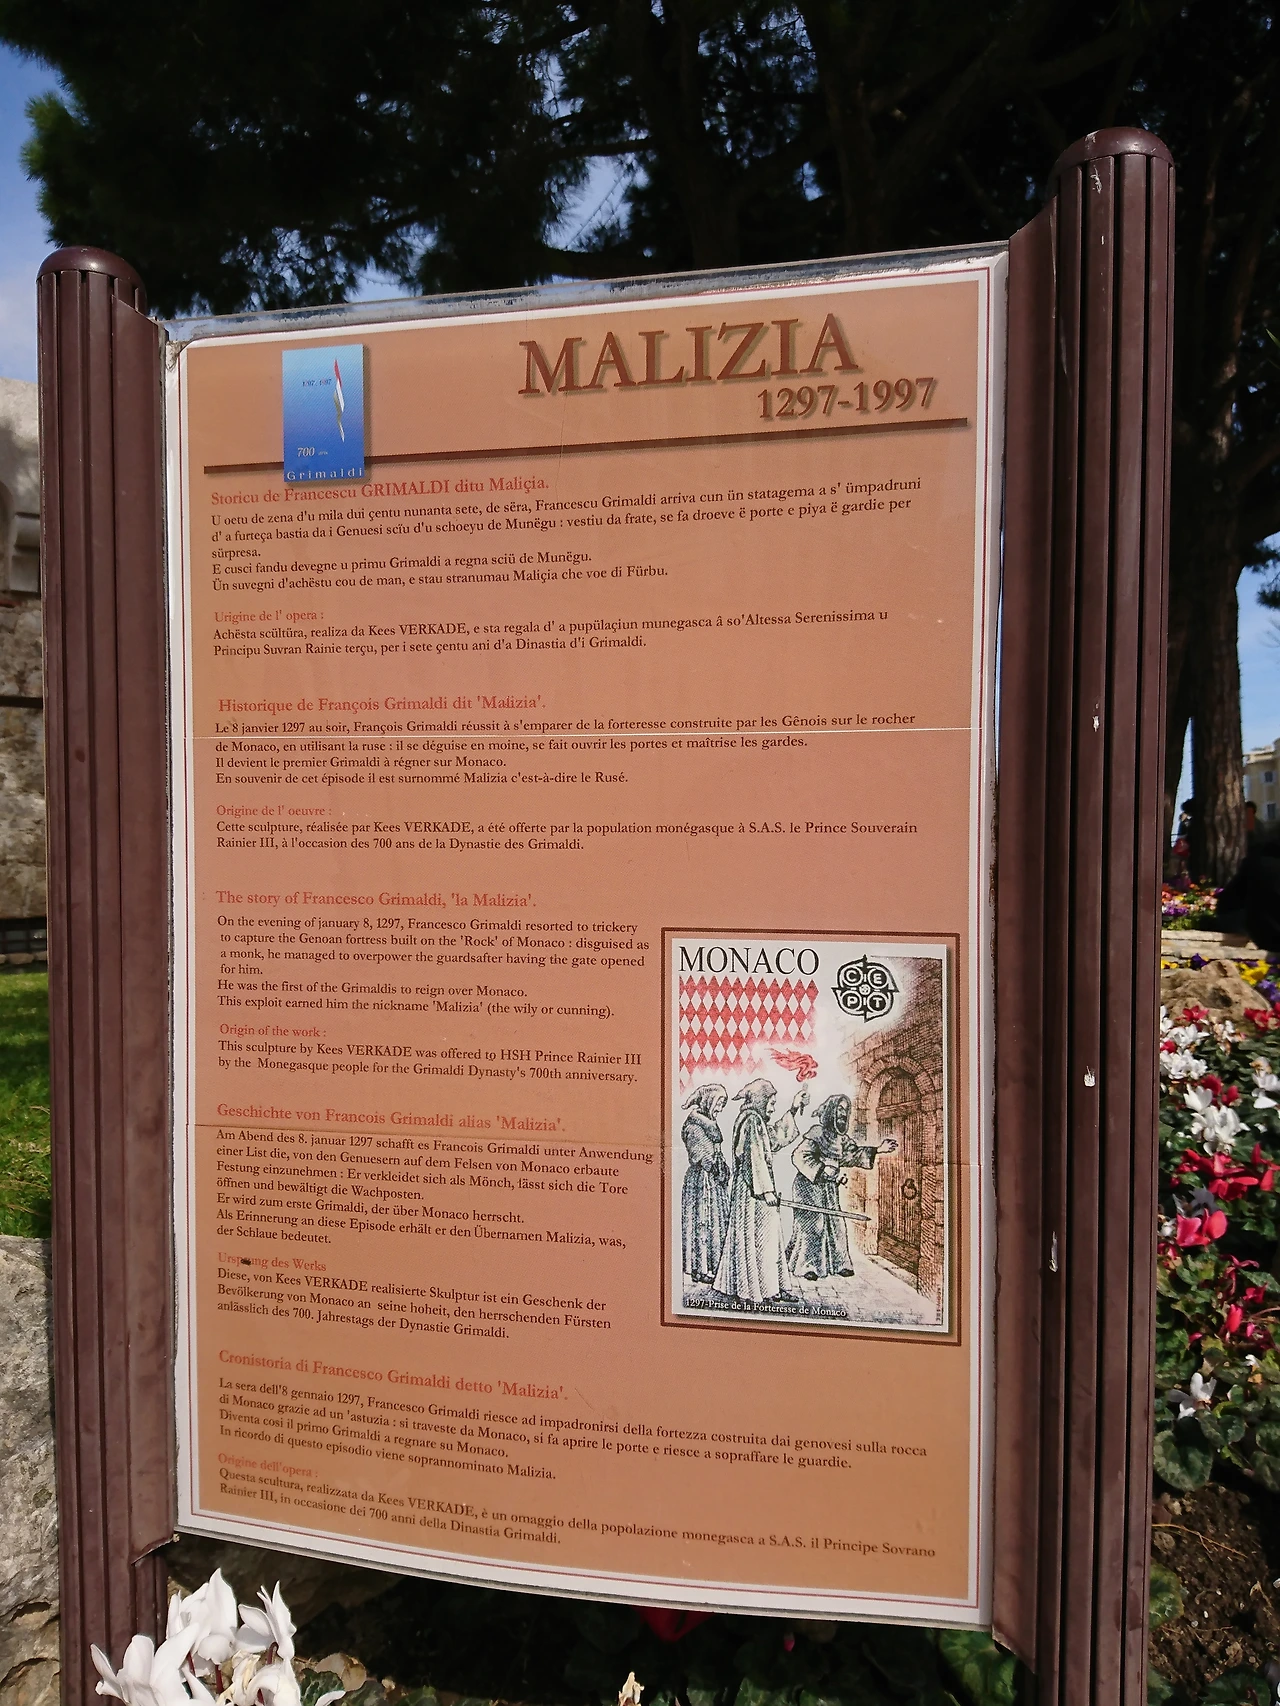 MALIZIA
1297-1997
700 ans
Grimaldi
Storicu de Francescu GRIMALDI ditu Maliçia.
U oetu de zena d'u mila dui çentu nunanta sete, de sëra, Francescu Grimaldi arriva cun ün statagema a s' ümpadruni
d' a furteça bastia da i Genuesi sciu d'u schoeyu de Munëgu : vestiu da frate, se fa droeve ë porte e piya ë gardie per
sürpresa.
E cusci fandu devegne u primu Grimaldi a regna sciü de Munëgu.
Ün suvegni d'achëstu cou de man, e stau stranumau Maliçia che voe di Fürbu.
Urigine de l' opera :
Achësta scültüra, realiza da Kees VERKADE, e sta regala d' a pupülaçiun munegasca â so'Altessa Serenissima u
Principu Suvran Rainie terçu, per i sete çentu ani d'a Dinastia d'i Grimaldi.
Historique de François Grimaldi dit 'Malizia'.
Le 8 janvier 1297 au soir, François Grimaldi réussit à s'emparer de la forteresse construite par les Gênois sur le rocher
de Monaco, en utilisant la ruse : il se déguise en moine, se fait ouvrir les portes et maîtrise les gardes.
Il devient le premier Grimaldi à régner sur Monaco.
En souvenir de cet épisode il est surnommé Malizia c'est-à-dire le Rusé.
Origine de l' oeuvre :
Cette sculpture, réalisée par Kees VERKADE, a été offerte par la population monégasque à S.A.S. le Prince Souverain
Rainier III, à l'occasion des 700 ans de la Dynastie des Grimaldi.
The story of Francesco Grimaldi, 'la Malizia'.
On the evening of january 8, 1297, Francesco Grimaldi resorted to trickery
to capture the Genoan fortress built on the 'Rock' of Monaco : disguised as
a monk, he managed to overpower the guardsafter having the gate opened
for him.
He was the first of the Grimaldis to reign over Monaco.
This exploit earned him the nickname 'Malizia' (the wily or cunning).
Origin of the work :
This sculpture by Kees VERKADE was offered to HSH Prince Rainier III
by the Monegasque people for the Grimaldi Dynasty's 700th anniversary.
MONACO
CEPT
1297-Prise de la Forteresse de Monaco
Geschichte von Francois Grimaldi alias 'Malizia'.
Am Abend des 8. januar 1297 schafft es Francois Grimaldi unter Anwendung
einer List die, von den Genuesern auf dem Felsen von Monaco erbaute
Festung einzunehmen : Er verkleidet sich als Mönch, lässt sich die Tore
öffnen und bewältigt die Wachposten.
Er wird zum erste Grimaldi, der über Monaco herrscht.
Als Erinnerung an diese Episode erhält er den Übernamen Malizia, was,
der Schlaue bedeutet.
Ursprung des Werks
Diese, von Kees VERKADE realisierte Skulptur ist ein Geschenk der
Bevölkerung von Monaco an seine hoheit, den herrschenden Fürsten
anlässlich des 700. Jahrestags der Dynastie Grimaldi.
Cronistoria di Francesco Grimaldi detto 'Malizia'.
La sera dell'8 gennaio 1297, Francesco Grimaldi riesce ad impadronirsi della fortezza costruita dai genovesi sulla rocca
di Monaco grazie ad un 'astuzia : si traveste da Monaco, si fa aprire le porte e riesce a sopraffare le guardie.
Diventa così il primo Grimaldi a regnare su Monaco.
In ricordo di questo episodio viene soprannominato Malizia.
Origine dell'opera :
Questa scultura, realizzata da Kees VERKADE, è un omaggio della popolazione monegasca a S.A.S. il Principe Sovrano
Rainier III, in occasione dei 700 anni della Dinastia Grimaldi.